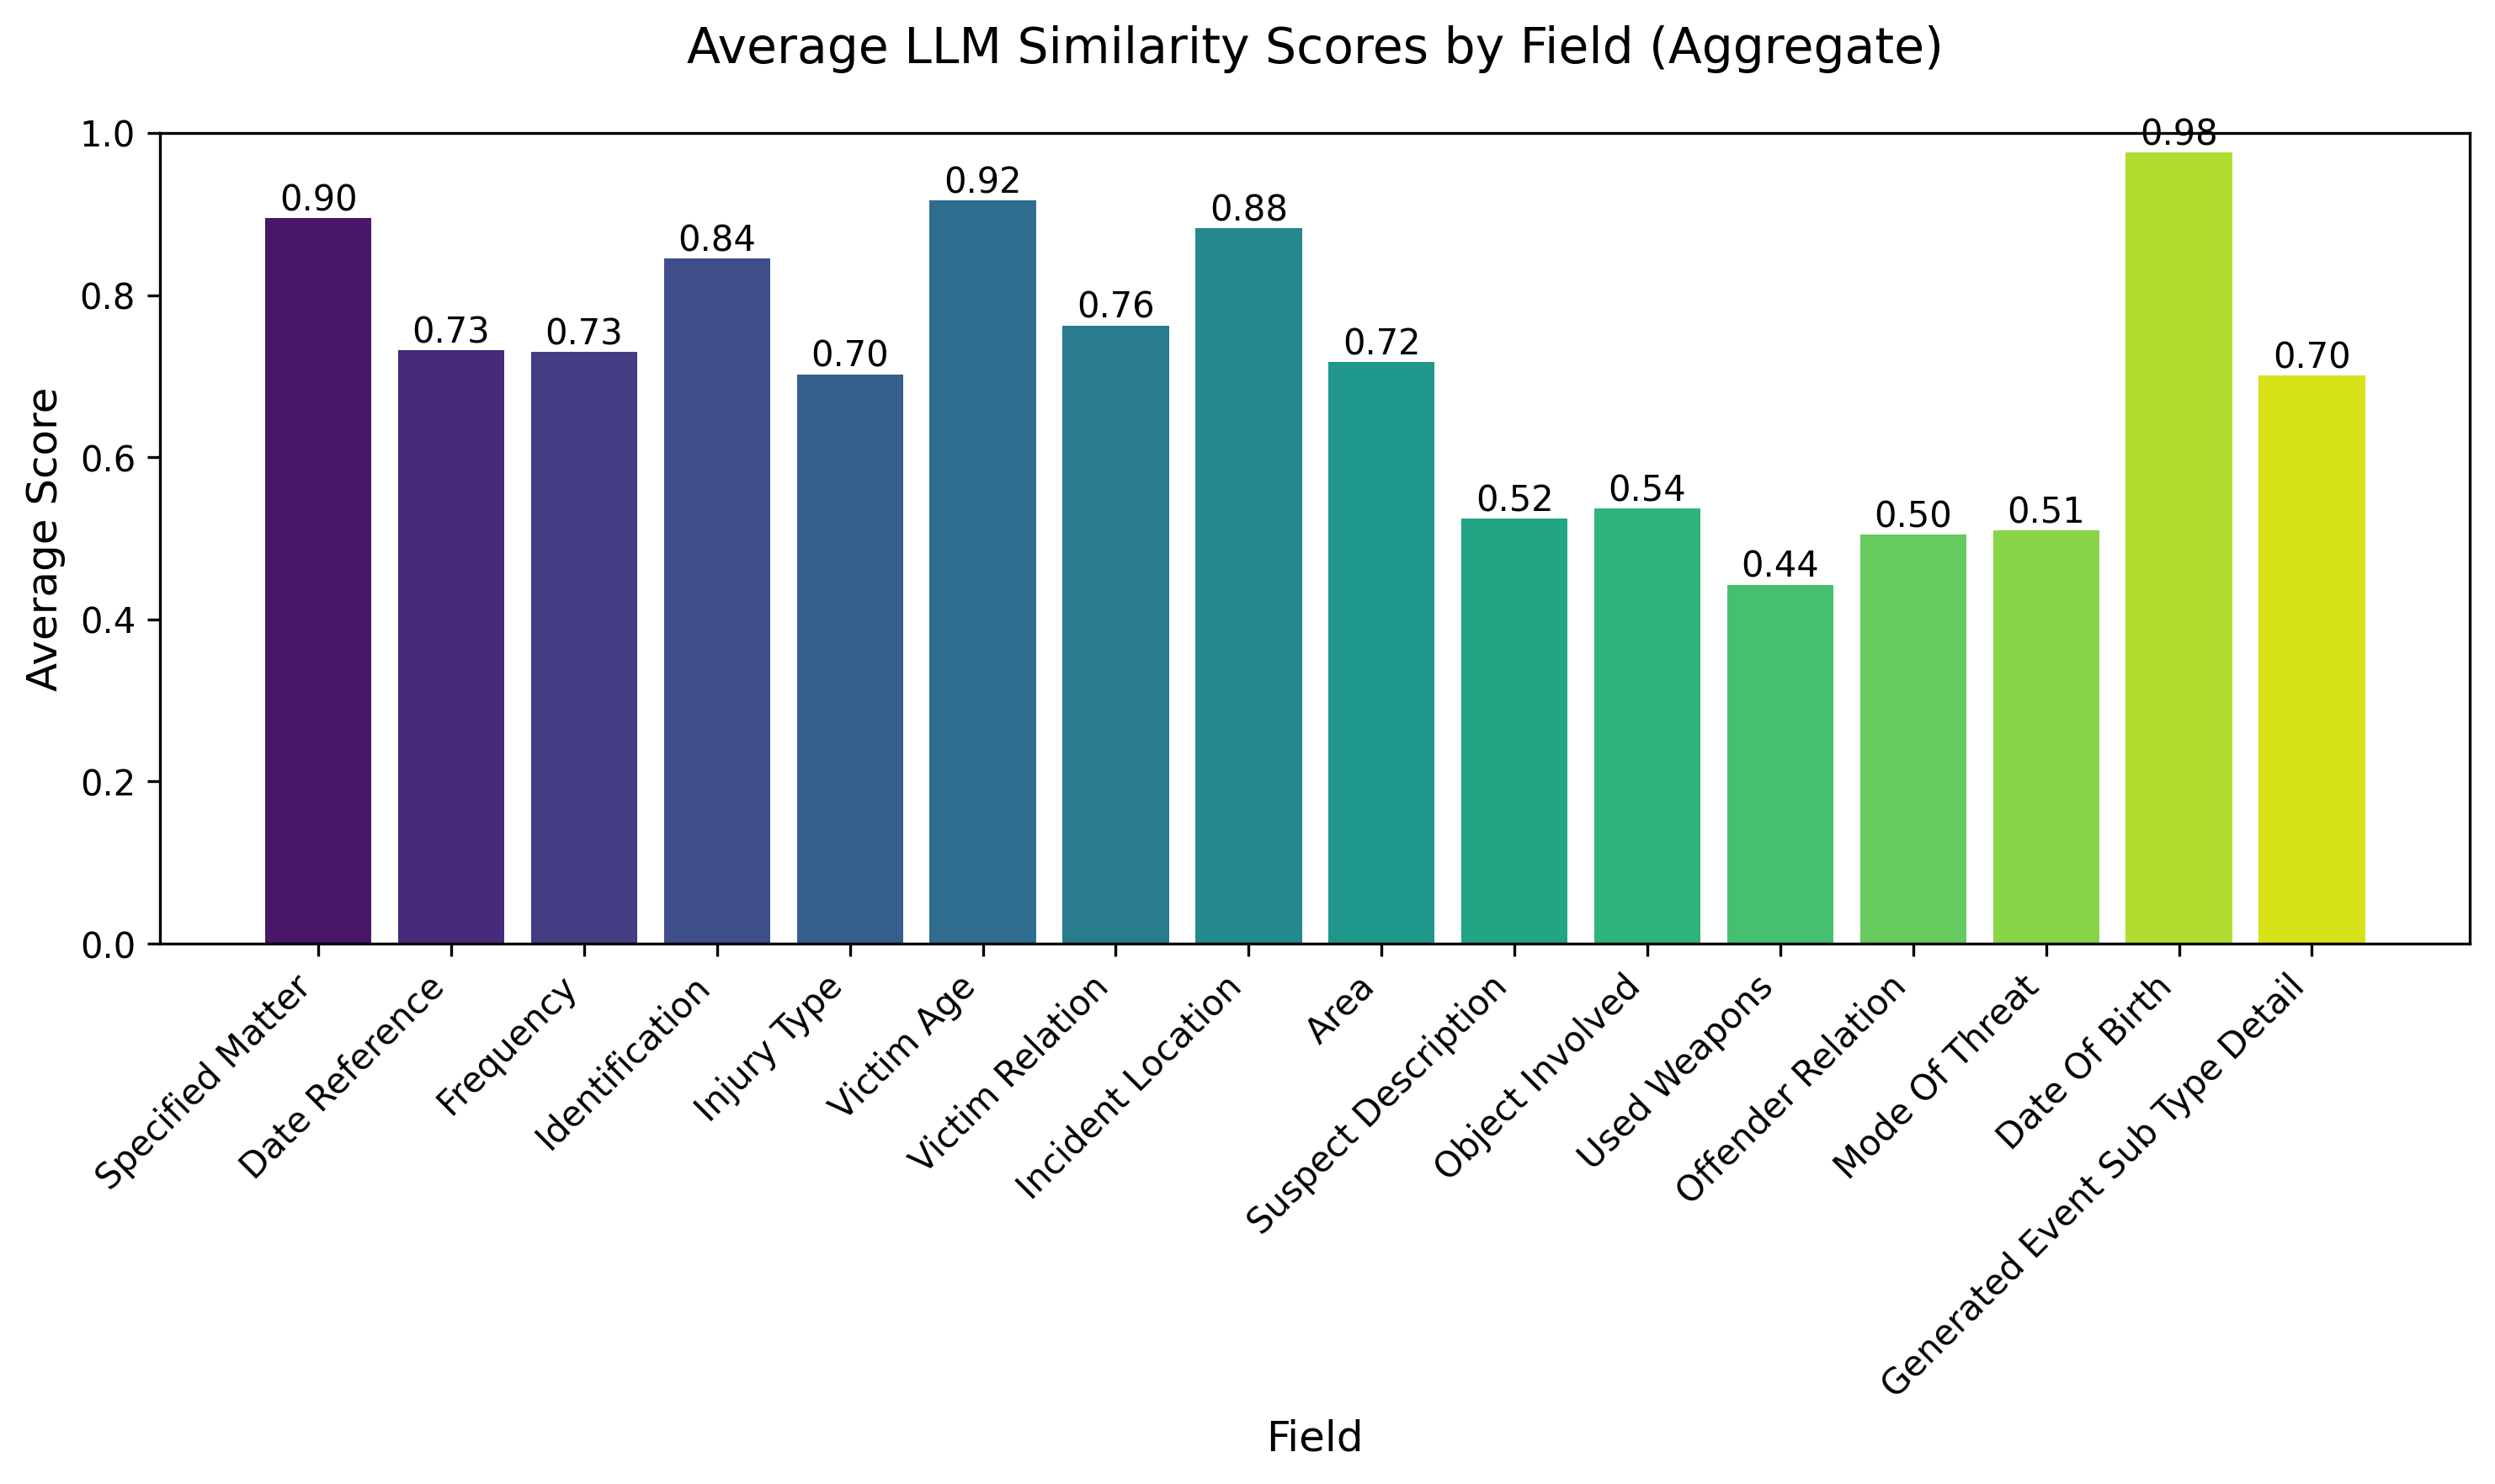 Average LLM Similarity Scores by Field (Aggregate)
Average Score
1.0
0.8
0.6
0.4
0.2
0.0
0.90
0.73
0.73
0.84
0.70
0.92
0.76
0.88
0.72
0.52
0.54
0.44
0.50
0.51
0.98
0.70
Specified Matter
Date Reference
Frequency
Identification
Injury Type
Victim Age
Victim Relation
Incident Location
Area
Suspect Description
Object Involved
Used Weapons
Offender Relation
Mode Of Threat
Date Of Birth
Generated Event Sub Type Detail
Field